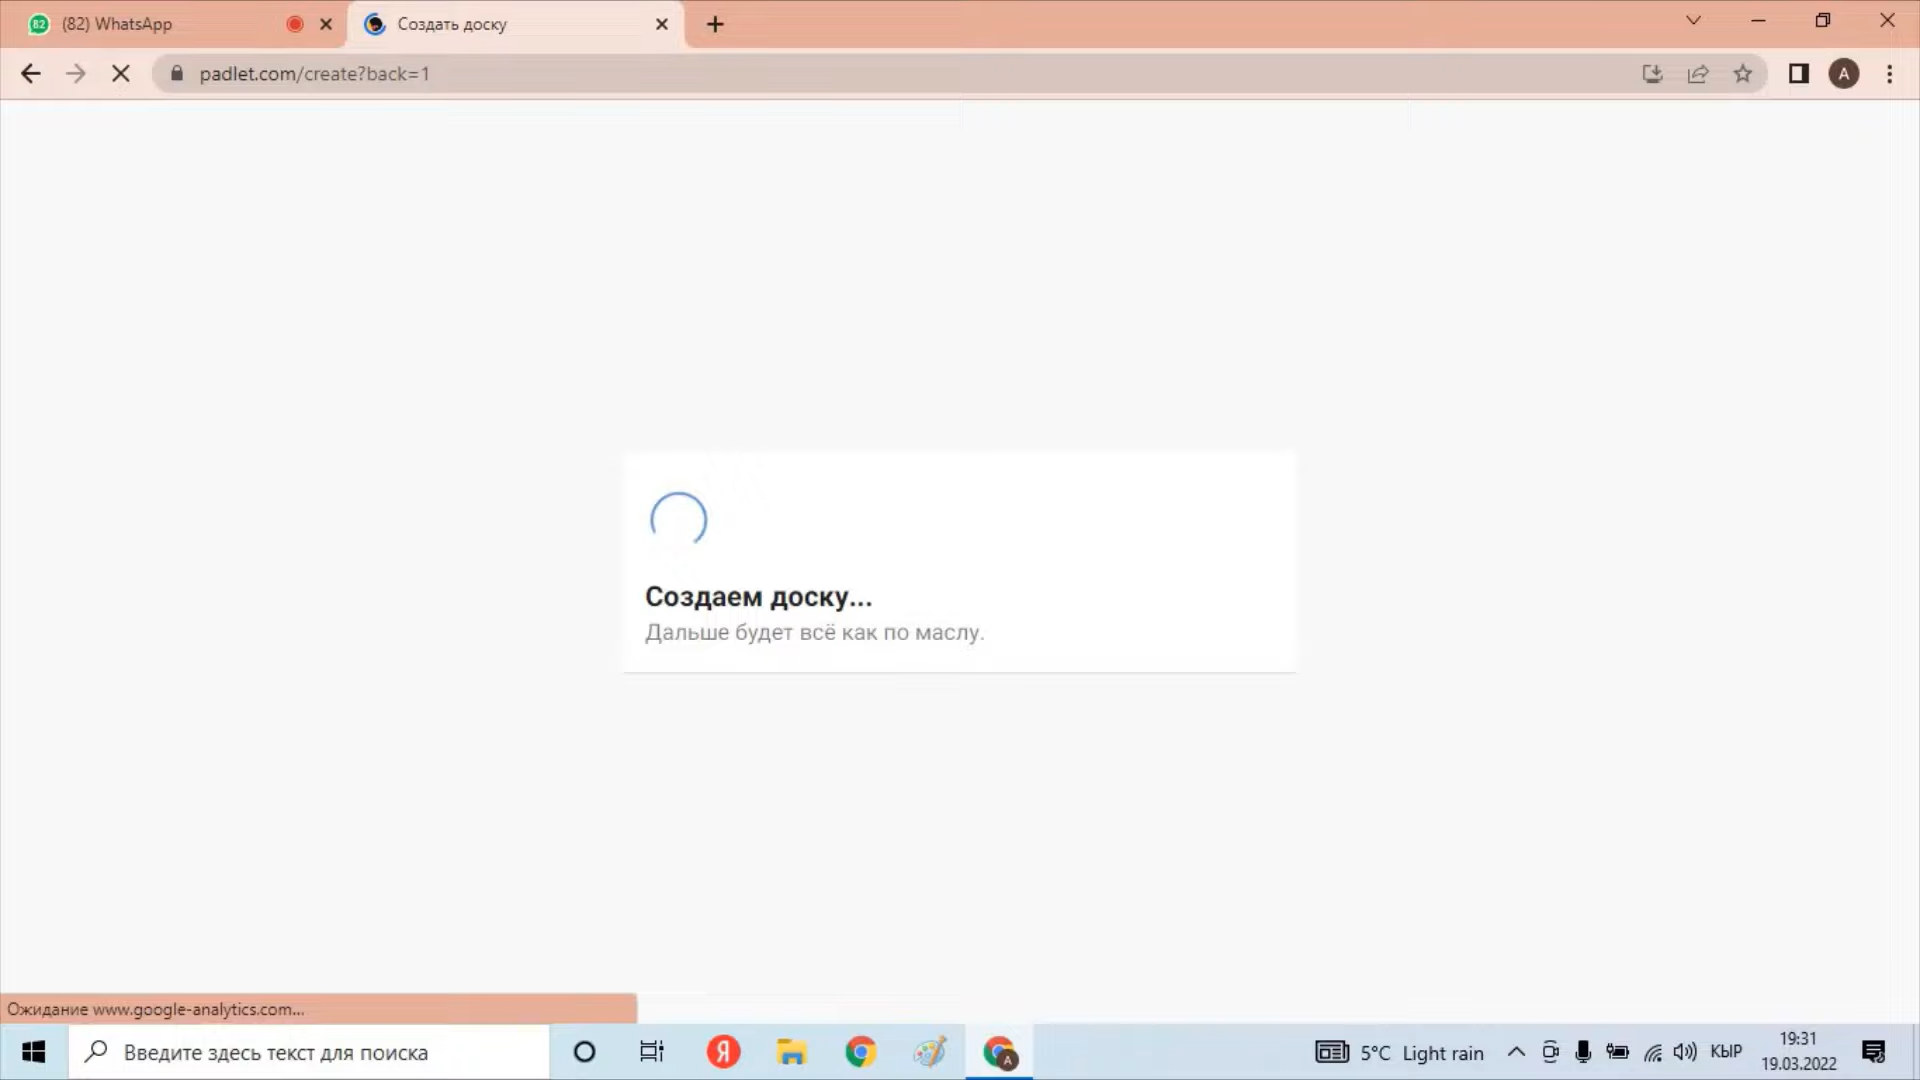 82
(82) WhatsApp
Создать доску
padlet.com/create?back=1
A
Создаем доску...
Дальше будет всё как по маслу.
Ожидание www.google-analytics.com...
Введите здесь текст для поиска
Я
A
5°C Light rain
КЫР
19:31
19.03.2022